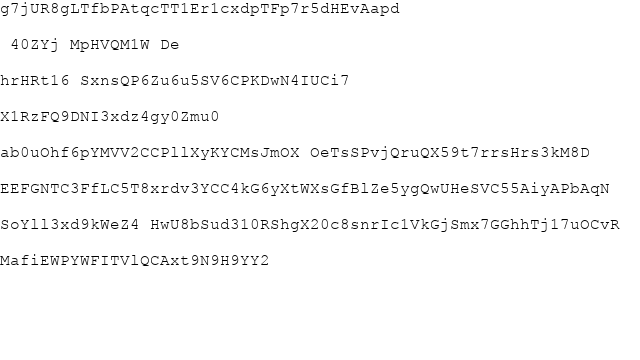 g7jUR8gLTfbPAtqcTT1Er1cxdpTFp7r5dHEvAapd
40ZYj MpHVQM1W De
hrHRt16 SxnsQP6Zu6u5SV6CPKDwN4IUCi7
X1RzFQ9DNI3xdz4gy0Zmu0
ab0uOhf6pYMVV2CCPllXyKYCMsJmOX OeTsSPvjQruQX59t7rrsHrs3kM8D
EEFGNTC3FfLC5T8xrdv3YCC4kG6yXtWXsGfBlZe5ygQwUHeSVC55AiyAPbAqN
SoYll3xd9kWeZ4 HwU8bSud310RShgX20c8snrIc1VkGjSmx7GGhhTj17uOCvR
MafiEWPYWFITVlQCAxt9N9H9YY2